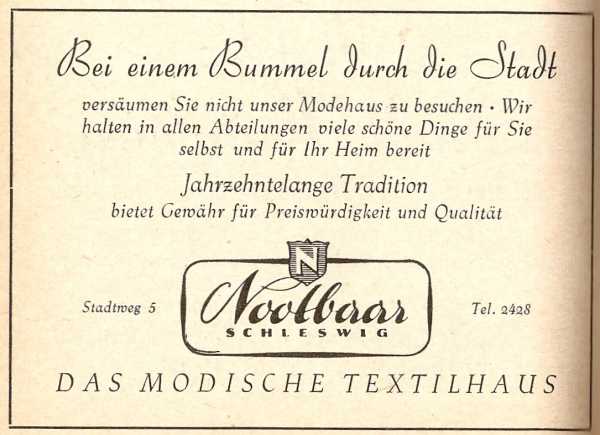 Bei einem Bummel durch die Stadt
versäumen Sie nicht unser Modehaus zu besuchen · Wir
halten in allen Abteilungen viele schöne Dinge für Sie
selbst und für Ihr Heim bereit
Jahrzehntelange Tradition
bietet Gewähr für Preiswürdigkeit und Qualität
N
Stadtweg 5 Nootbaar Tel. 2428
SCHLESWIG
DAS MODISCHE TEXTILHAUS